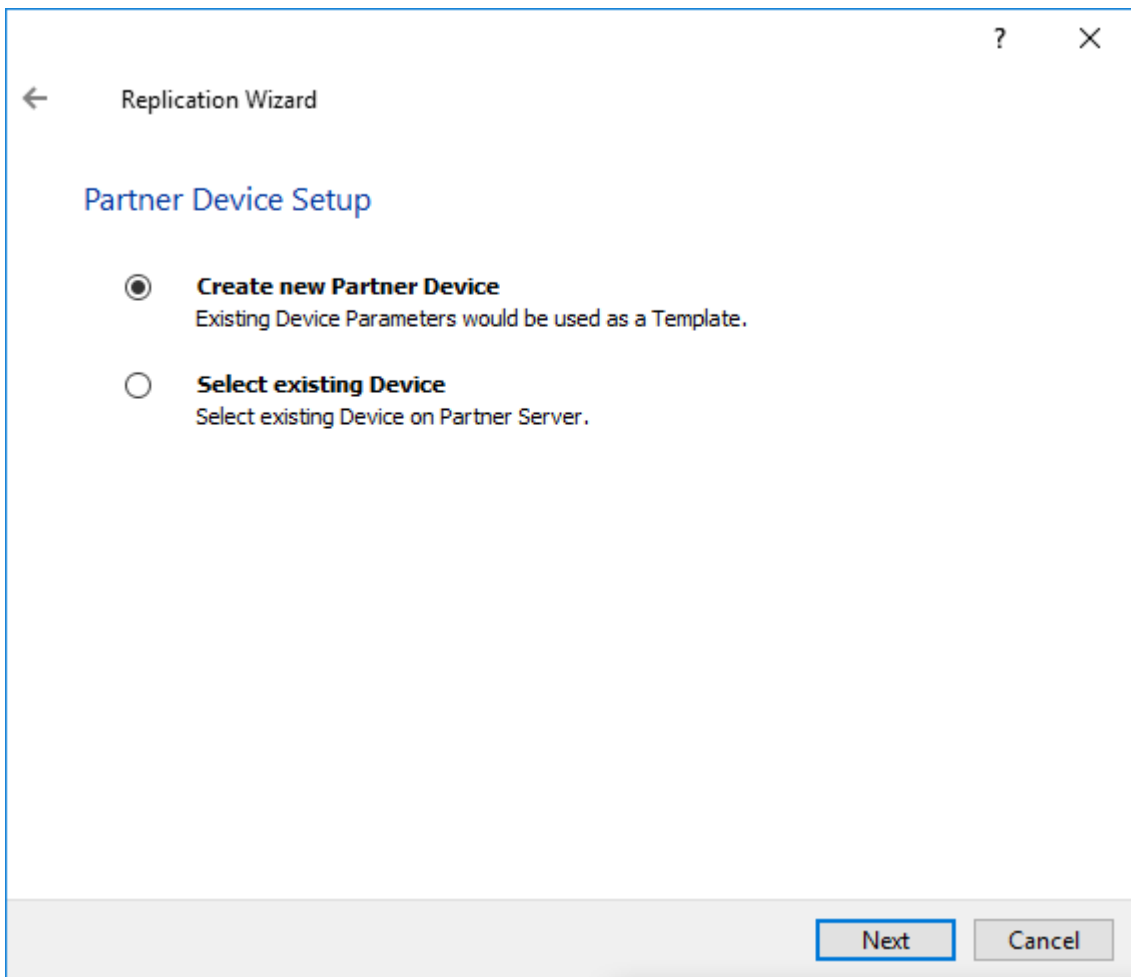 ?
Replication Wizard
Partner Device Setup
Create new Partner Device
Existing Device Parameters would be used as a Template.
Select existing Device
Select existing Device on Partner Server.
Next Cancel